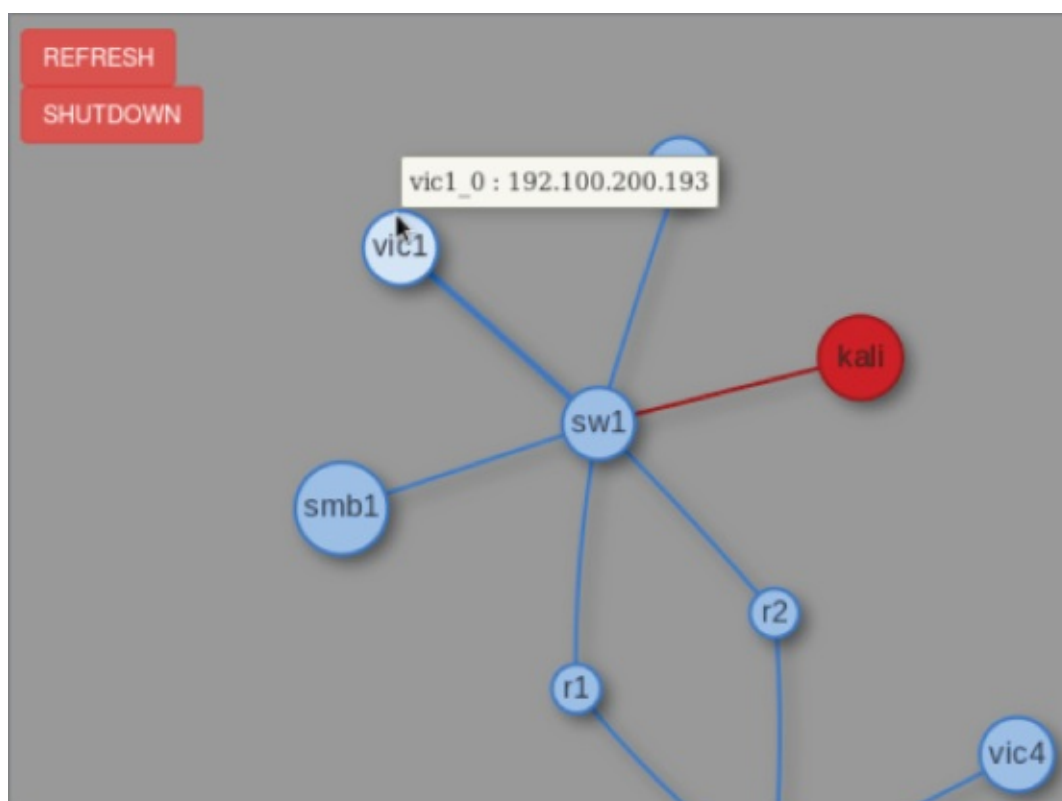 REFRESH
SHUTDOWN
vic1_0 : 192.100.200.193
vic1
kali
sw1
smb1
r2
r1
vic4